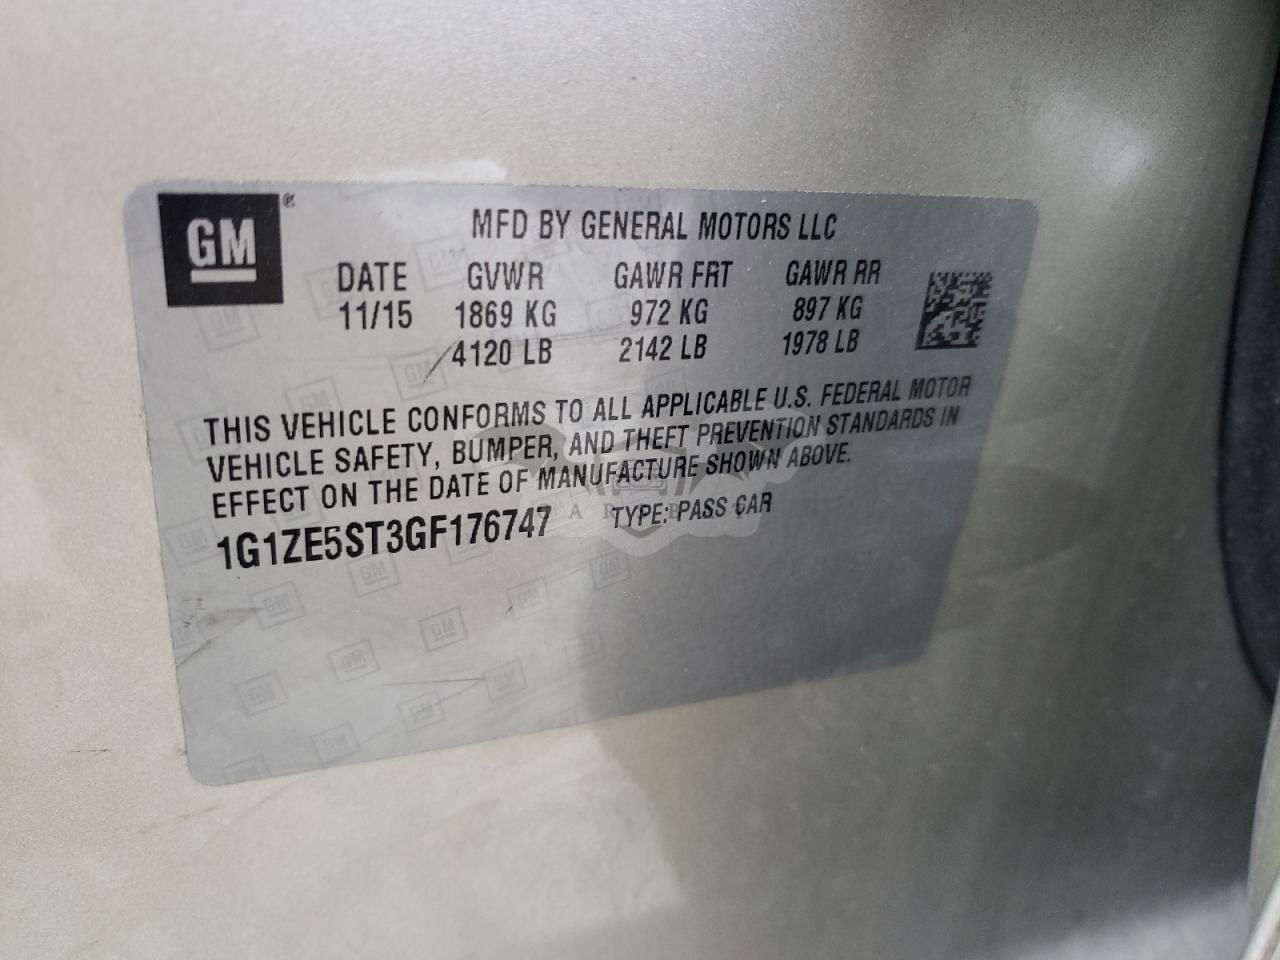 GM®
MFD BY GENERAL MOTORS LLC
DATE GVWR GAWR FRT GAWR RR
11/15 1869 KG 972 KG 897 KG
4120 LB 2142 LB 1978 LB
THIS VEHICLE CONFORMS TO ALL APPLICABLE U.S. FEDERAL MOTOR
VEHICLE SAFETY, BUMPER, AND THEFT PREVENTION STANDARDS IN
EFFECT ON THE DATE OF MANUFACTURE SHOWN ABOVE.
1G1ZE5ST3GF176747 TYPE: PASS CAR